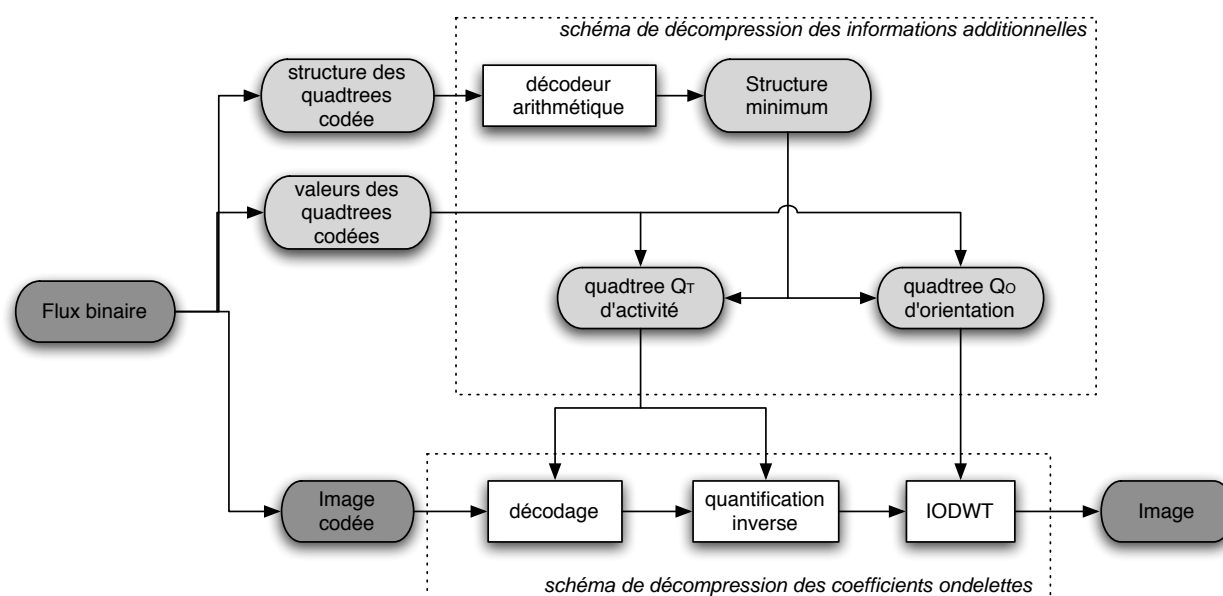 schéma de décompression des informations additionnelles
structure des
quadtrees
codée
décodeur
arithmétique
Structure
minimum
valeurs des
quadtrees
codées
Flux binaire
quadtree QT
d'activité
quadtree QO
d'orientation
Image
codée
décodage
quantification
inverse
IODWT
Image
schéma de décompression des coefficients ondelettes